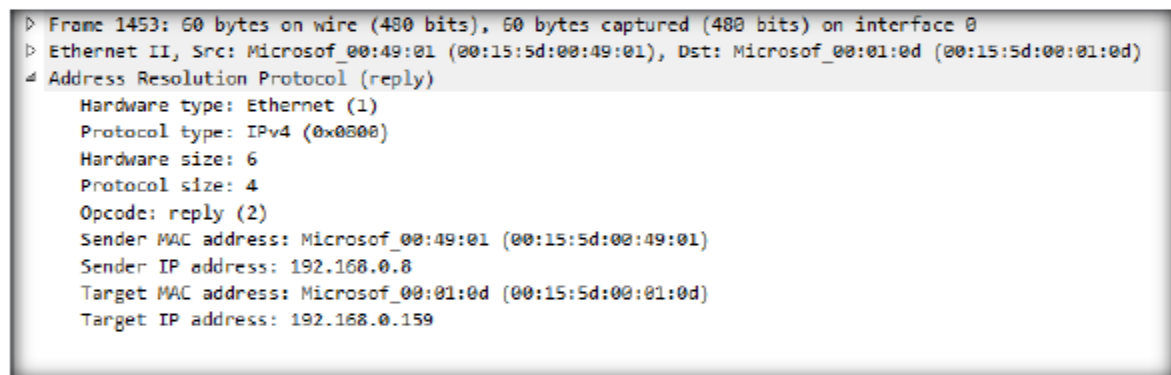 Frame 1453: 60 bytes on wire (480 bits), 60 bytes captured (480 bits) on interface 0
Ethernet II, Src: Microsof_00:49:01 (00:15:5d:00:49:01), Dst: Microsof_00:01:0d (00:15:5d:00:01:0d)
Address Resolution Protocol (reply)
Hardware type: Ethernet (1)
Protocol type: IPv4 (0x0800)
Hardware size: 6
Protocol size: 4
Opcode: reply (2)
Sender MAC address: Microsof_00:49:01 (00:15:5d:00:49:01)
Sender IP address: 192.168.0.8
Target MAC address: Microsof_00:01:0d (00:15:5d:00:01:0d)
Target IP address: 192.168.0.159